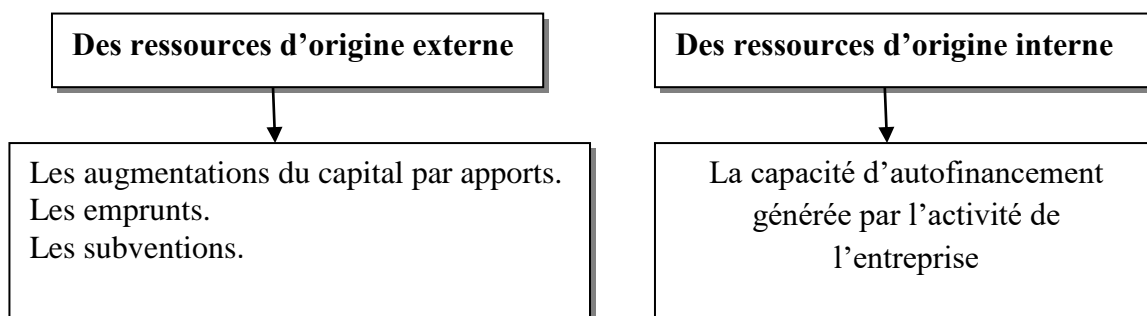 Des ressources d’origine externe
Des ressources d’origine interne
Les augmentations du capital par apports.
Les emprunts.
Les subventions.
La capacité d’autofinancement
générée par l’activité de
l’entreprise